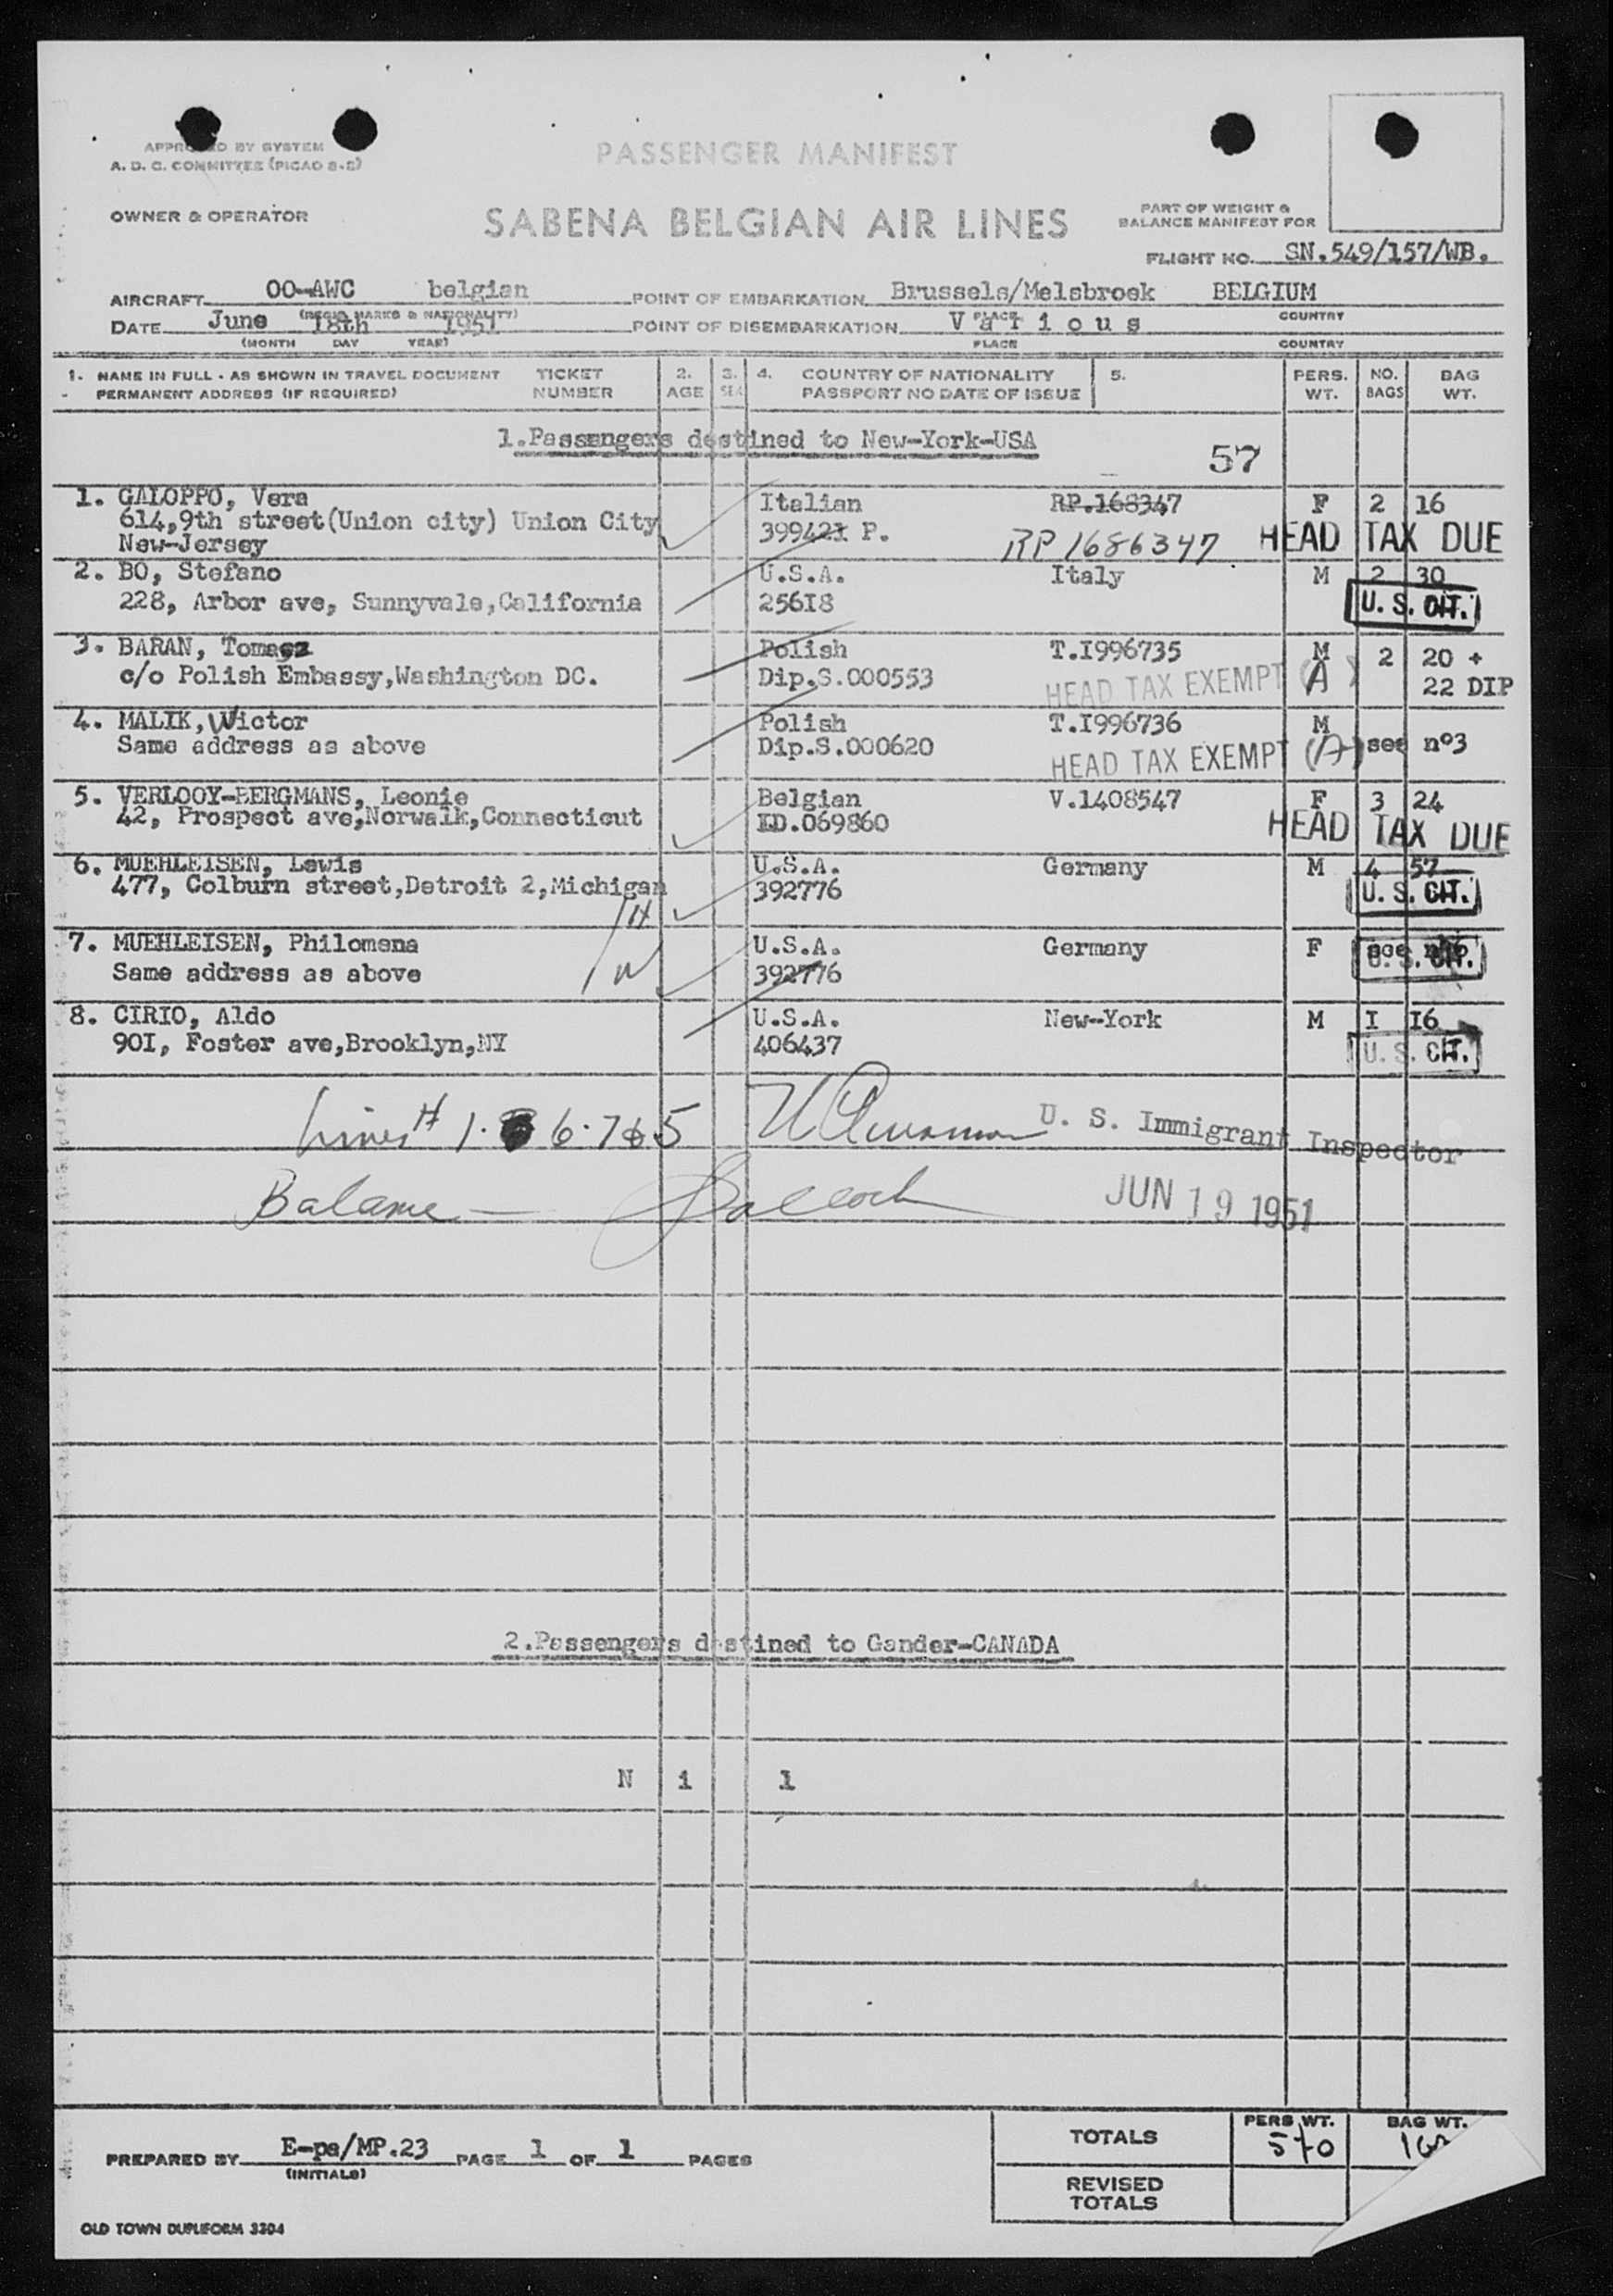 APPROVED BY SYSTEM
A. D. C. COMMITTEE (PICAO 8-2)
PASSENGER MANIFEST
OWNER & OPERATOR
SABENA BELGIAN AIR LINES
PART OF WEIGHT &
BALANCE MANIFEST FOR
FLIGHT NO. SN.549/157/WB.
AIRCRAFT OO-AWC belgian POINT OF EMBARKATION Brussels/Melsbroek BELGIUM
(REGIS. MARKS & NATIONALITY) PLACE COUNTRY
DATE June 18th 1951 POINT OF DISEMBARKATION V a r i o u s
(MONTH DAY YEAR) PLACE COUNTRY
1. NAME IN FULL - AS SHOWN IN TRAVEL DOCUMENT TICKET 2. 3. 4. COUNTRY OF NATIONALITY 5. PERS. NO. BAG
PERMANENT ADDRESS (IF REQUIRED) NUMBER AGE SEX PASSPORT NO DATE OF ISSUE WT. BAGS WT.
1.Passengers destined to New-York-USA
57
1. GALOPPO, Vera Italian RP.168347 F 2 16
614,9th street(Union city) Union City 399421 P. RP 1686347 HEAD TAX DUE
New-Jersey
2. BO, Stefano U.S.A. Italy M 2 30
228, Arbor ave, Sunnyvale,California 256I8 U. S. CIT.
3. BARAN, Tomasz Polish T.I996735 M 2 20 +
c/o Polish Embassy,Washington DC. Dip.S.000553 HEAD TAX EXEMPT (A) 22 DIP
4. MALIK, Wictor Polish T.I996736 M
Same address as above Dip.S.000620 HEAD TAX EXEMPT (A) see nº3
5. VERLOOY-BERGMANS, Leonie Belgian V.1408547 F 3 24
42, Prospect ave,Norwalk,Connecticut ID.069860 HEAD TAX DUE
6. MUEHLEISEN, Lewis U.S.A. Germany M 4 57
477, Colburn street,Detroit 2,Michigan 392776 U. S. CIT.
H
7. MUEHLEISEN, Philomena U.S.A. Germany F see nº6
Same address as above W 392776 U. S. CIT.
8. CIRIO, Aldo U.S.A. New-York M I I6
90I, Foster ave,Brooklyn,NY 406437 U. S. CIT.
Lines # 1. 6.7 5 U. S. Immigrant Inspector
Balance — JUN 19 1951
2.Passengers destined to Gander-CANADA
N i l
PREPARED BY E-pa/MP.23 PAGE 1 OF 1 PAGES
(INITIALS)
TOTALS PERS WT. 570 BAG WT.
REVISED
TOTALS
OLD TOWN DUPLIFORM 3304